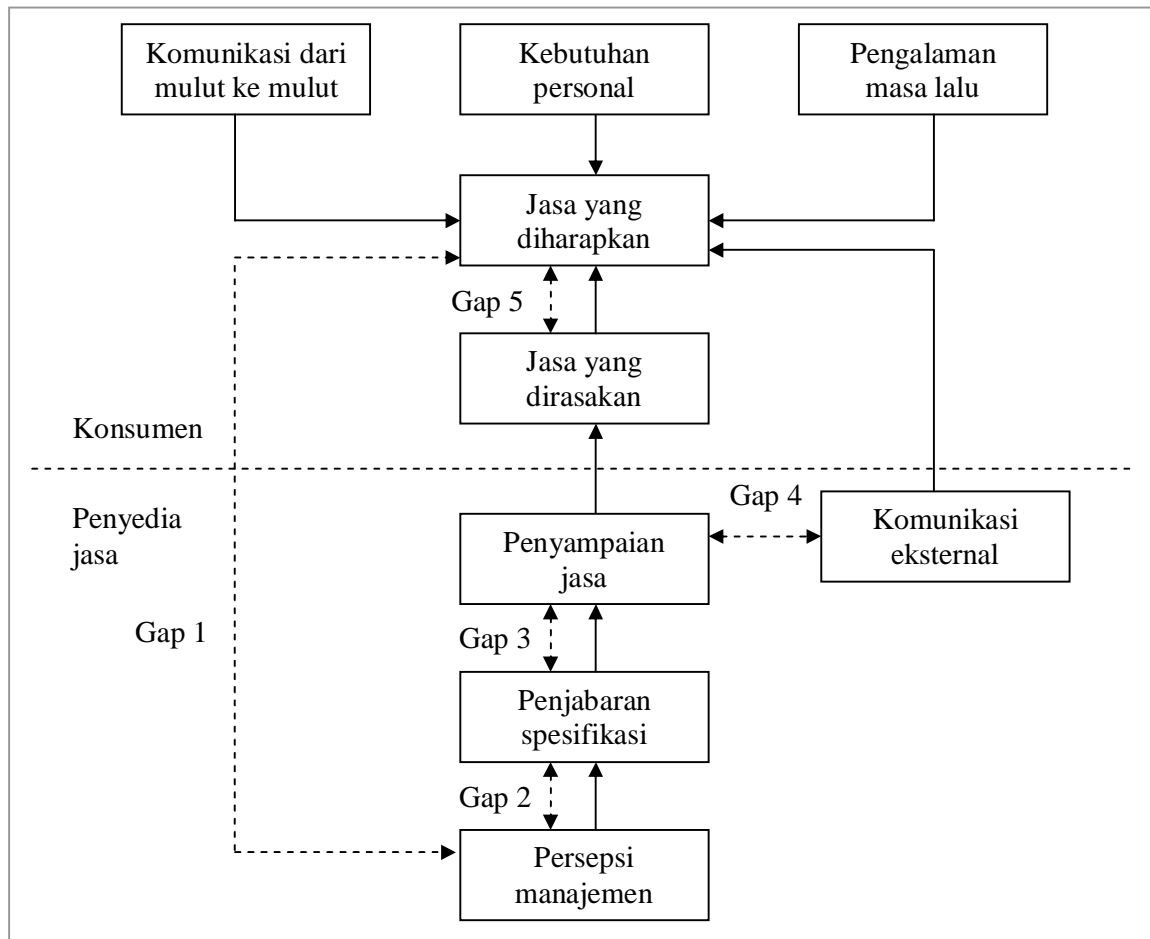 Komunikasi dari
mulut ke mulut
Kebutuhan
personal
Pengalaman
masa lalu
Jasa yang
diharapkan
Gap 5
Jasa yang
dirasakan
Konsumen
Penyedia
jasa
Gap 4
Komunikasi
eksternal
Penyampaian
jasa
Gap 1
Gap 3
Penjabaran
spesifikasi
Gap 2
Persepsi
manajemen